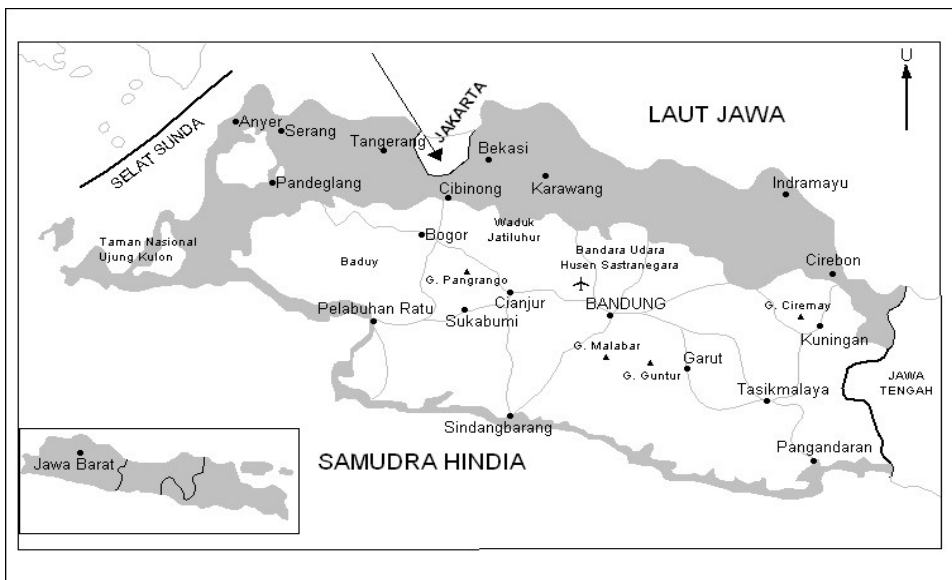 U
LAUT JAWA
SELAT SUNDA
JAKARTA
Anyer
Serang
Tangerang
Bekasi
Pandeglang
Cibinong
Karawang
Indramayu
Taman Nasional
Ujung Kulon
Baduy
Bogor
Waduk
Jatiluhur
Bandara Udara
Husen Sastranegara
Cirebon
G. Pangrango
Cianjur
Pelabuhan Ratu
Sukabumi
BANDUNG
G. Ciremay
Kuningan
G. Malabar
G. Guntur
Garut
Tasikmalaya
JAWA
TENGAH
Sindangbarang
Pangandaran
SAMUDRA HINDIA
Jawa Barat